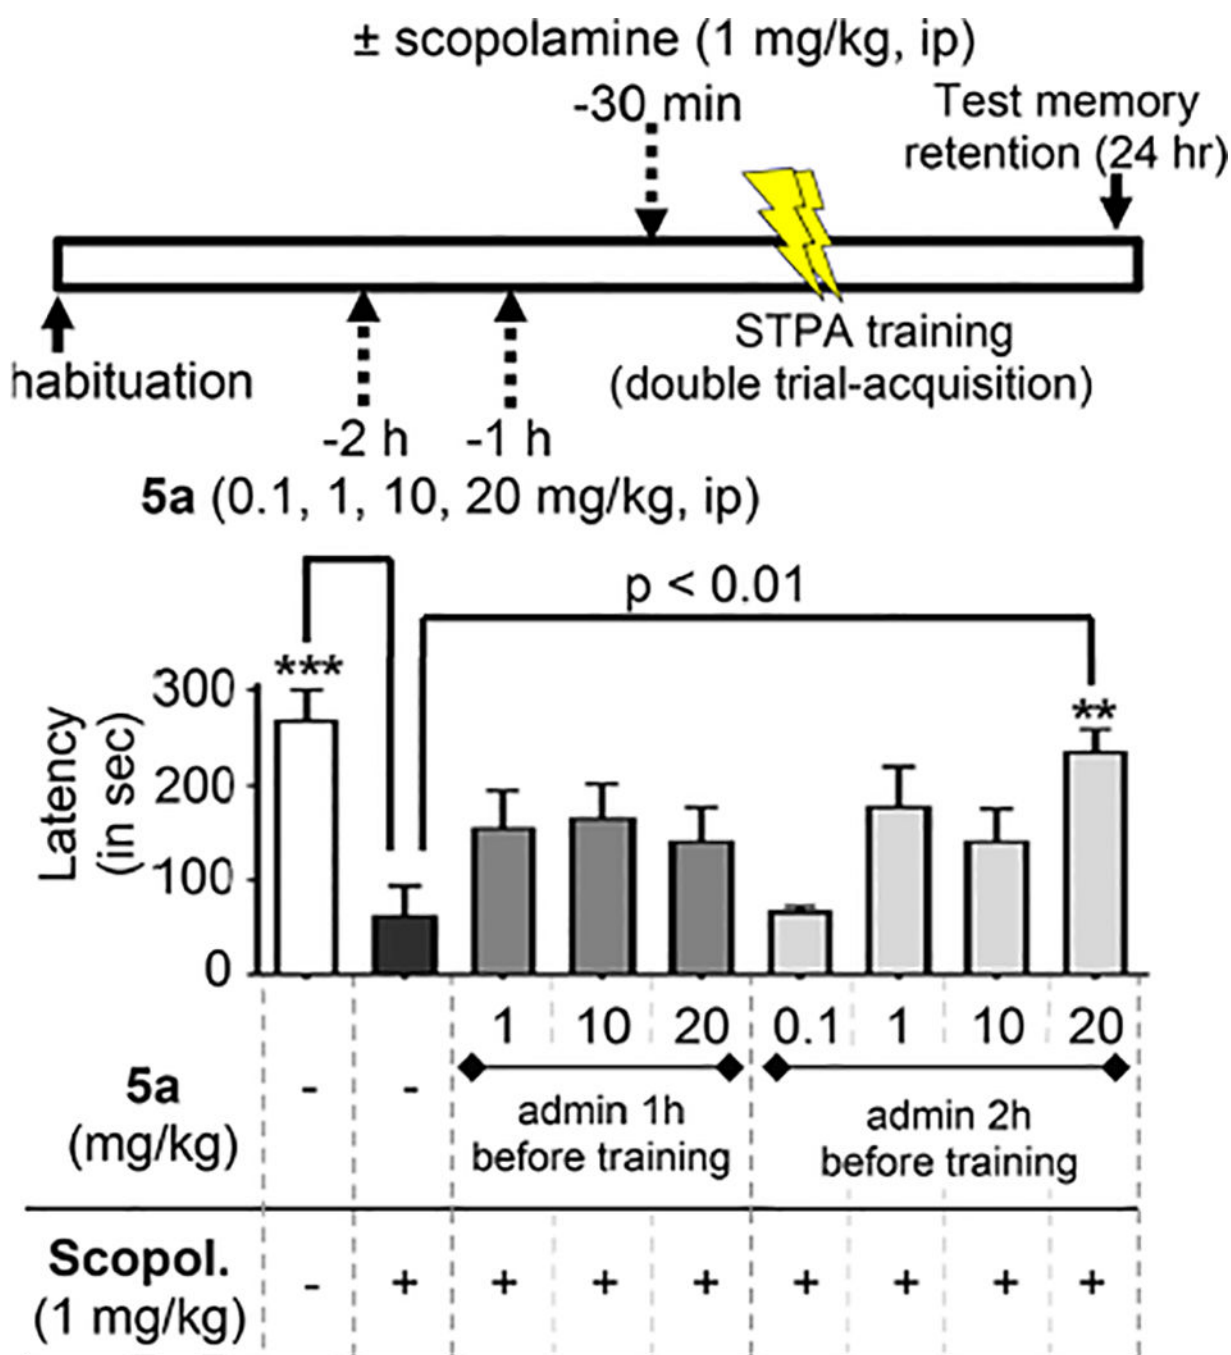 ± scopolamine (1 mg/kg, ip)
-30 min
Test memory
retention (24 hr)
habituation
STPA training
(double trial-acquisition)
-2 h
-1 h
5a (0.1, 1, 10, 20 mg/kg, ip)
p < 0.01
***
**
Latency
(in sec)
300
200
100
0
5a
(mg/kg)
- - 1 10 20 0.1 1 10 20
admin 1h
before training
admin 2h
before training
Scopol.
(1 mg/kg)
- + + + + + + + +